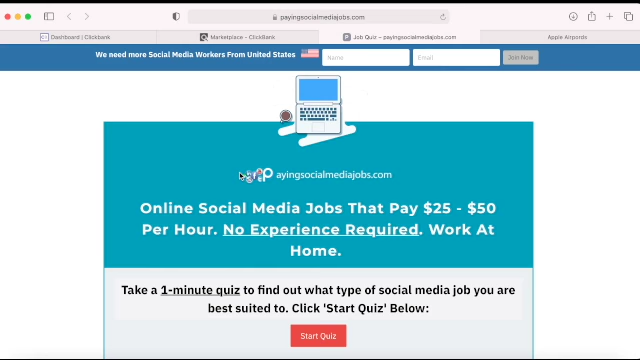 payingsocialmediajobs.com
Dashboard | Clickbank
Marketplace - ClickBank
Job Quiz – payingsocialmediajobs.com
Apple Airpords
We need more Social Media Workers From United States
Name
Email
Join Now
ayingsocialmediajobs.com
Online Social Media Jobs That Pay $25 - $50
Per Hour. No Experience Required. Work At
Home.
Take a 1-minute quiz to find out what type of social media job you are
best suited to. Click 'Start Quiz' Below:
Start Quiz